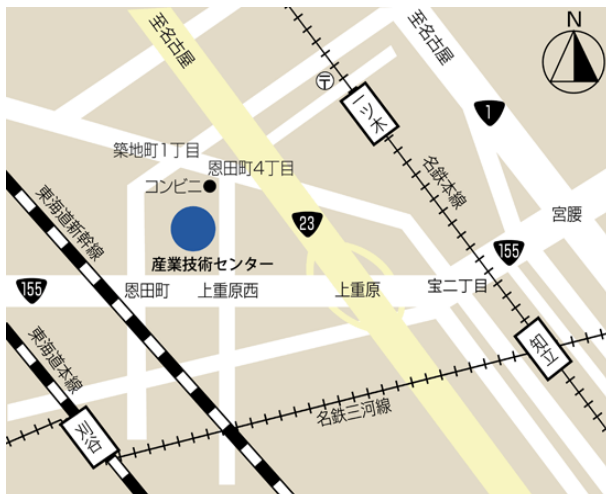 至名古屋
至名古屋
N
〒
一ツ木
1
築地町1丁目
恩田町4丁目
コンビニ
名鉄本線
東海道新幹線
宮腰
23
産業技術センター
155
155
恩田町
上重原西
上重原
宝二丁目
東海道本線
知立
名鉄三河線
刈谷